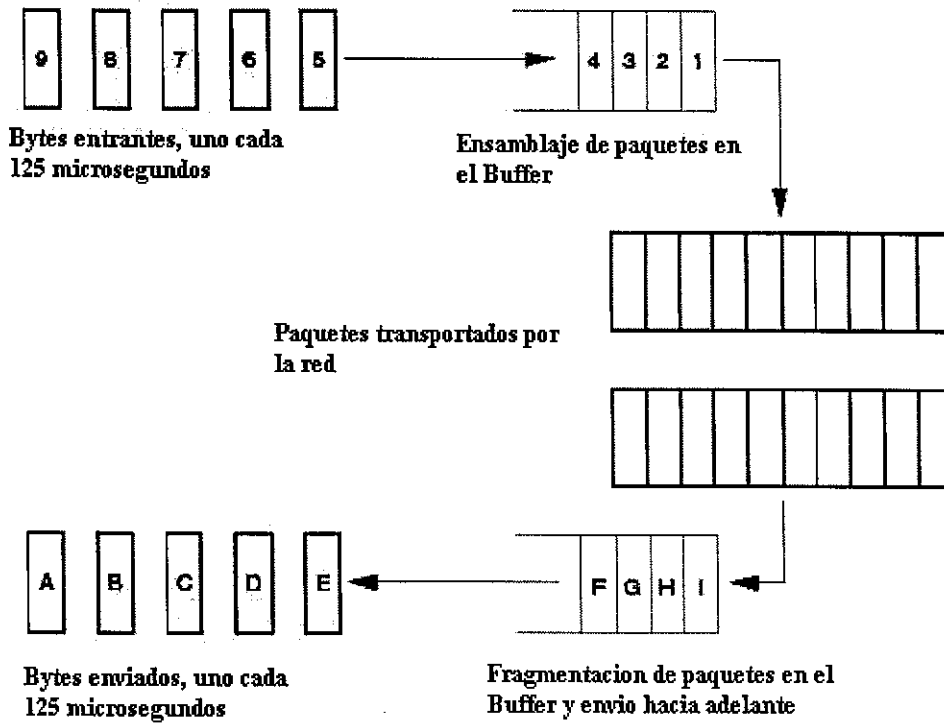 9 8 7 6 5
4 3 2 1
Bytes entrantes, uno cada
125 microsegundos
Ensamblaje de paquetes en
el Buffer
Paquetes transportados por
la red
A B C D E
F G H I
Bytes enviados, uno cada
125 microsegundos
Fragmentacion de paquetes en el
Buffer y envio hacia adelante